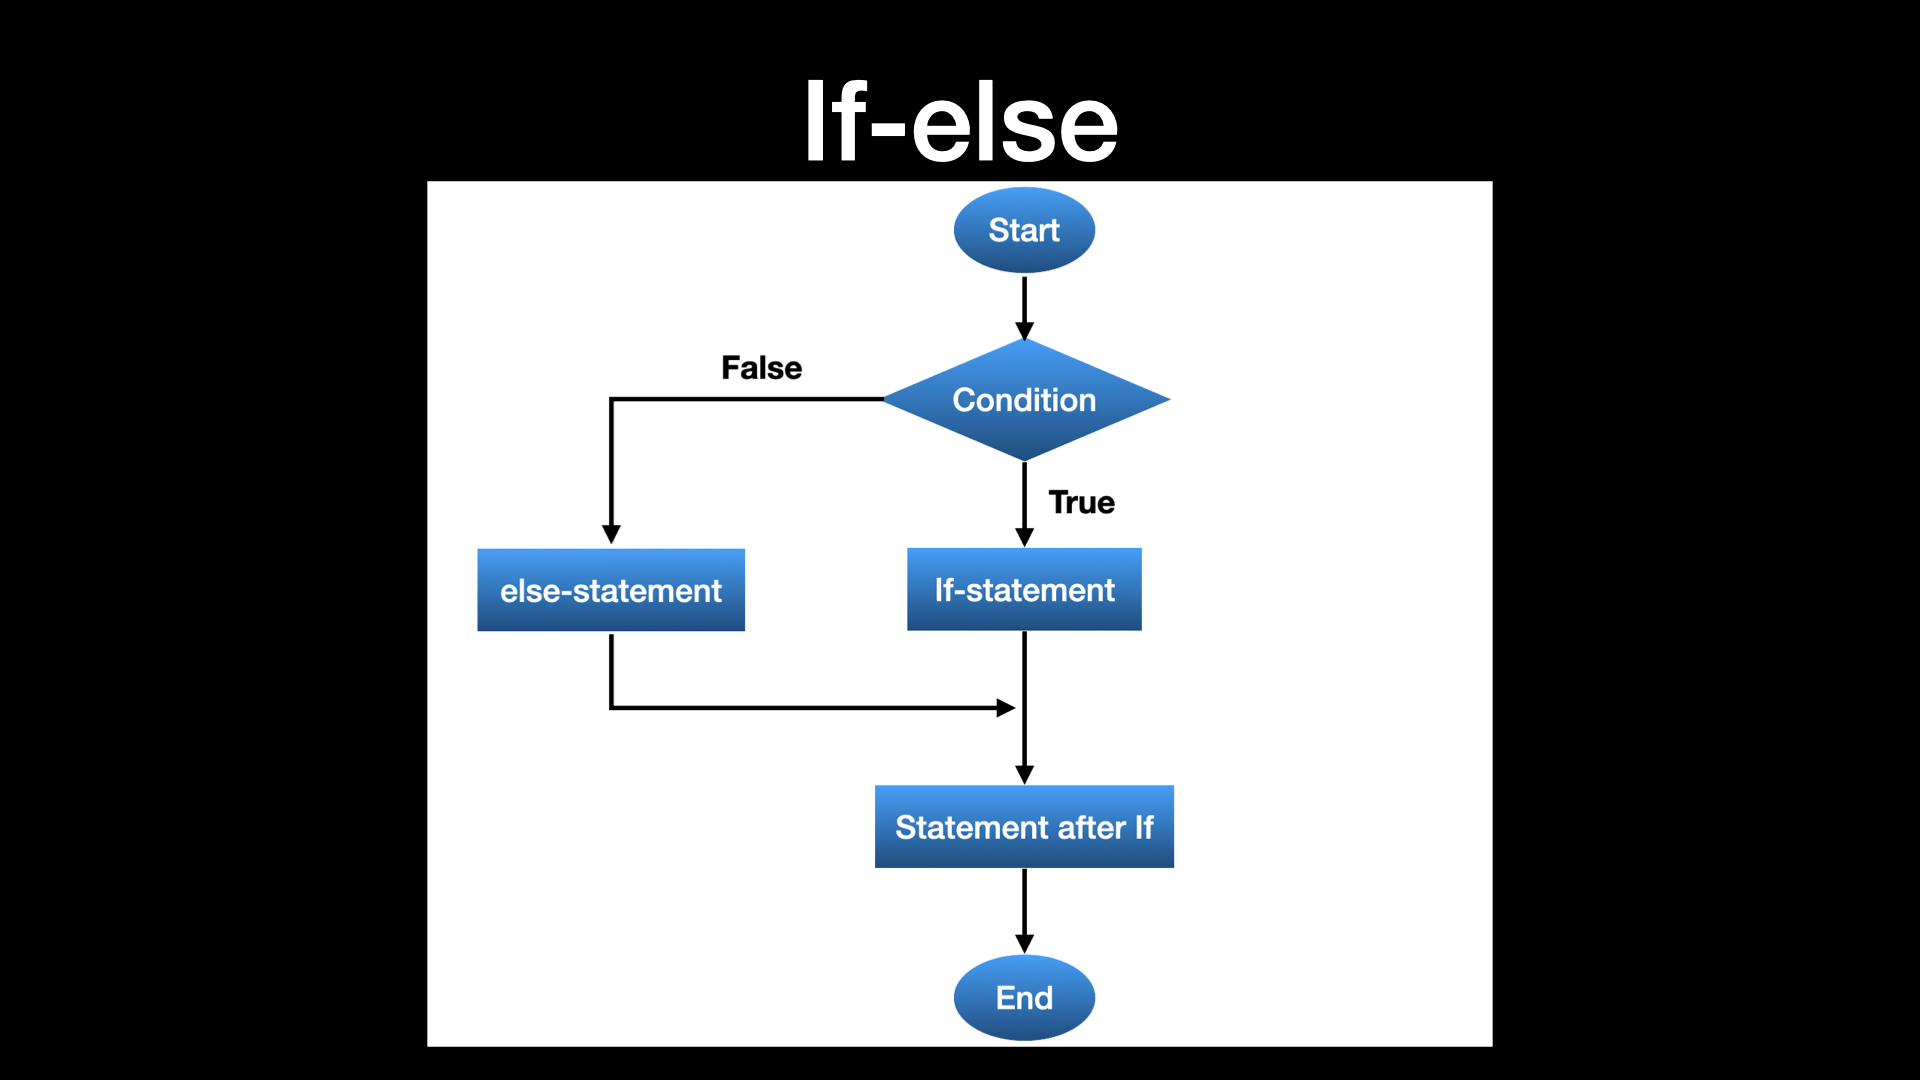 If-else
Start
False
Condition
True
else-statement
If-statement
Statement after If
End